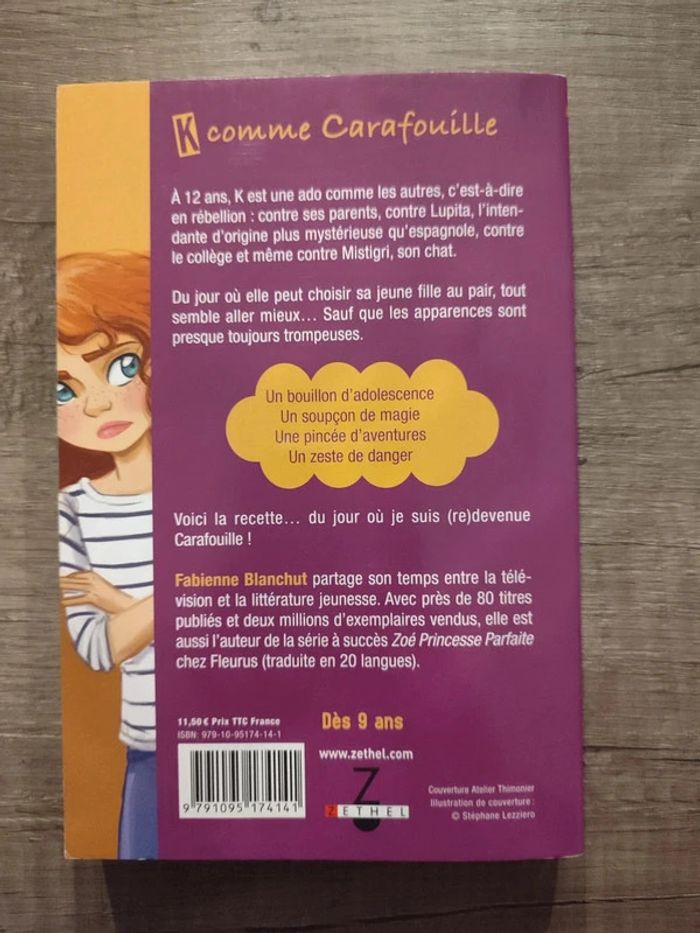 K comme Carafouille
À 12 ans, K est une ado comme les autres, c'est-à-dire
en rébellion : contre ses parents, contre Lupita, l'inten-
dante d'origine plus mystérieuse qu'espagnole, contre
le collège et même contre Mistigri, son chat.
Du jour où elle peut choisir sa jeune fille au pair, tout
semble aller mieux… Sauf que les apparences sont
presque toujours trompeuses.
Un bouillon d'adolescence
Un soupçon de magie
Une pincée d'aventures
Un zeste de danger
Voici la recette… du jour où je suis (re)devenue
Carafouille !
Fabienne Blanchut partage son temps entre la télé-
vision et la littérature jeunesse. Avec près de 80 titres
publiés et deux millions d'exemplaires vendus, elle est
aussi l'auteur de la série à succès Zoé Princesse Parfaite
chez Fleurus (traduite en 20 langues).
11,50 € Prix TTC France
ISBN: 979-10-95174-14-1
9 791095 174141
Dès 9 ans
www.zethel.com
Z
ZETHEL
Couverture Atelier Thimonier
Illustration de couverture :
© Stéphane Lezziero